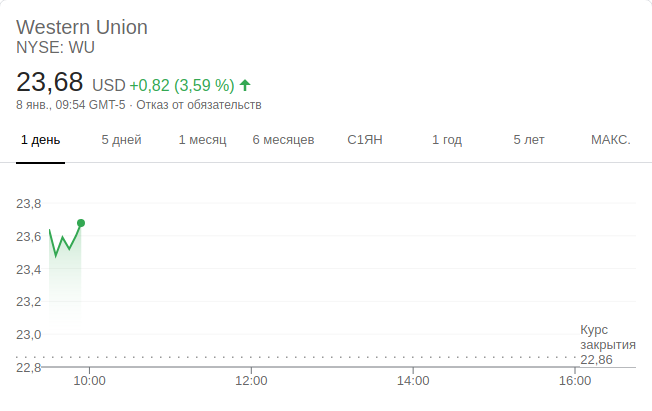 Western Union
NYSE: WU
23,68 USD +0,82 (3,59 %)
8 янв., 09:54 GMT-5 · Отказ от обязательств
1 день 5 дней 1 месяц 6 месяцев С1ЯН 1 год 5 лет МАКС.
23,8
23,6
23,4
23,2
23,0
22,8
Курс
закрытия
22,86
10:00 12:00 14:00 16:00